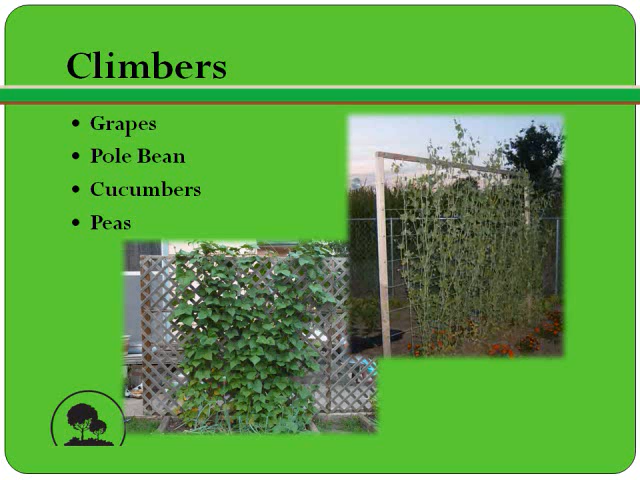 Climbers
• Grapes
• Pole Bean
• Cucumbers
• Peas